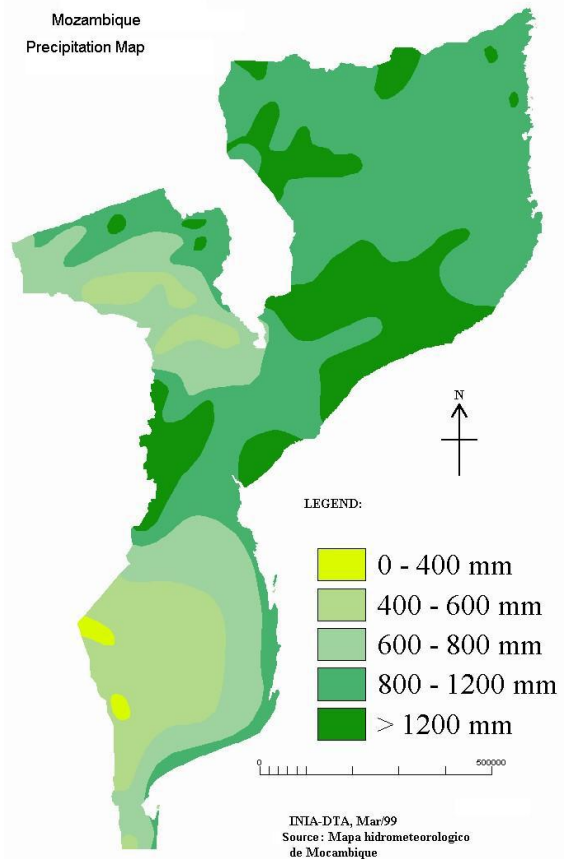 Mozambique
Precipitation Map
N
LEGEND:
0 - 400 mm
400 - 600 mm
600 - 800 mm
800 - 1200 mm
> 1200 mm
0 500000
INIA-DTA, Mar/99
Source: Mapa hidrometeorologico
de Mocambique